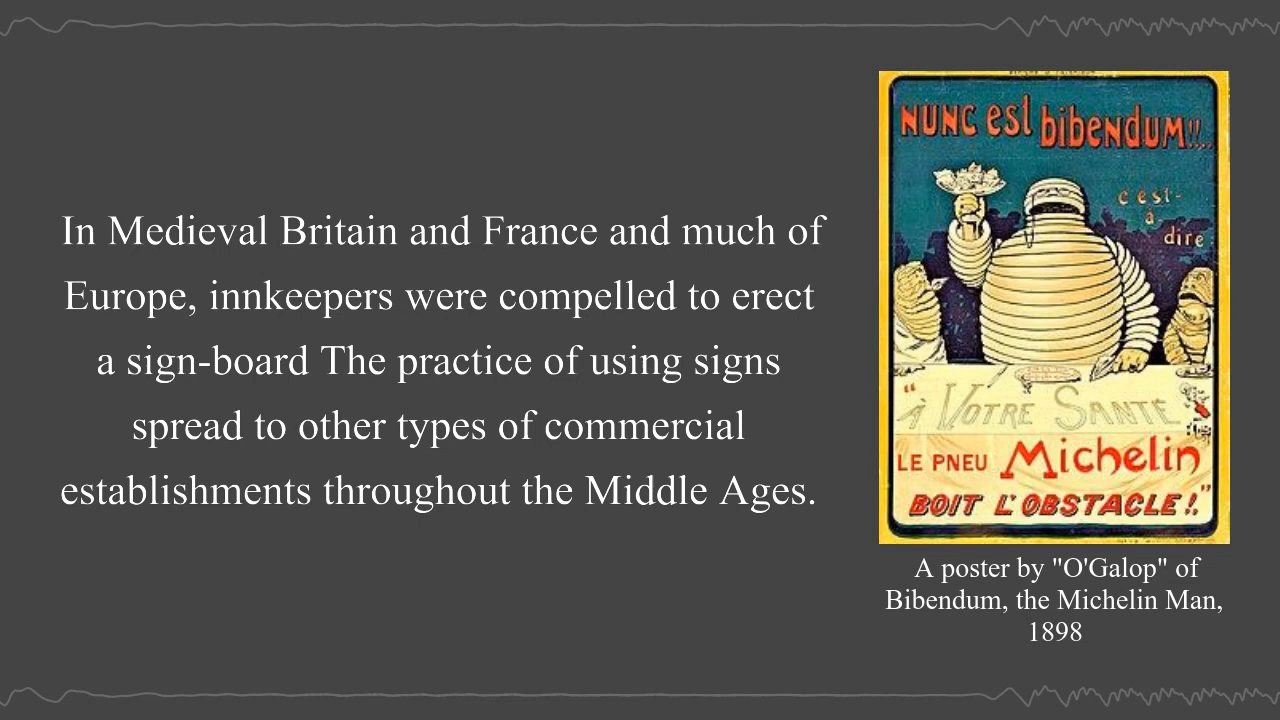 In Medieval Britain and France and much of
Europe, innkeepers were compelled to erect
a sign-board The practice of using signs
spread to other types of commercial
establishments throughout the Middle Ages.
NUNC est bibendum!!..
c'est-
à
dire
"à VOTRE SANTÉ
LE PNEU Michelin
BOIT L'OBSTACLE!."
A poster by "O'Galop" of
Bibendum, the Michelin Man,
1898